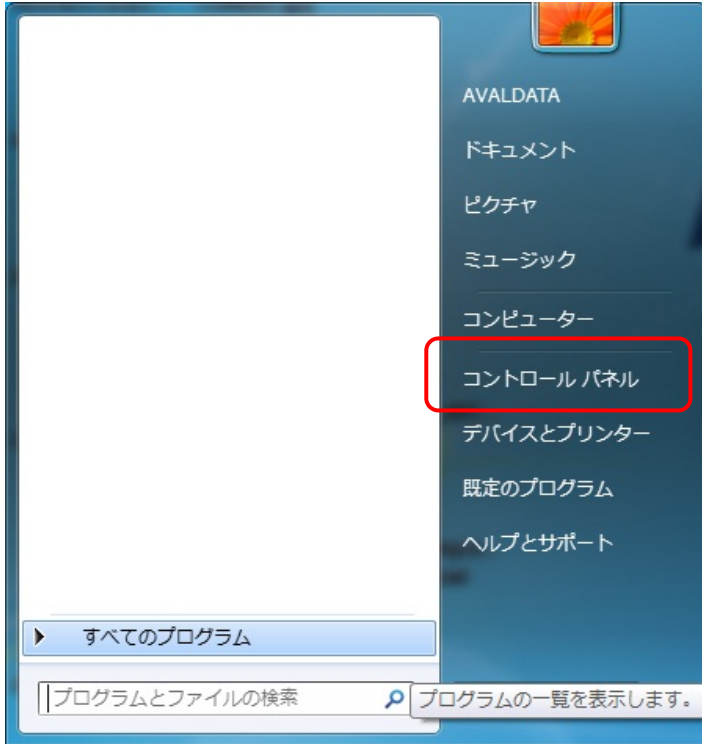 AVALDATA
ドキュメント
ピクチャ
ミュージック
コンピューター
コントロール パネル
デバイスとプリンター
既定のプログラム
ヘルプとサポート
すべてのプログラム
プログラムとファイルの検索
プログラムの一覧を表示します。